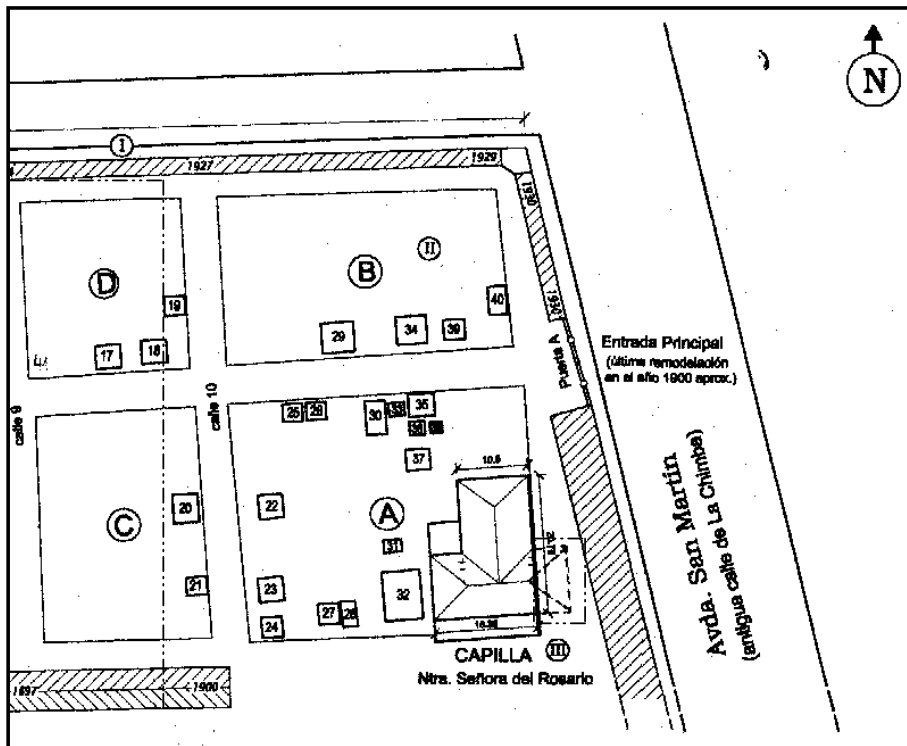 N
I
1927
1929
1930
1930
D
B
II
19
40
17
18
29
34
39
Puerta A
Entrada Principal
(última remodelación
en el año 1900 aprox.)
calle 9
calle 10
25
26
30
33
35
37
10.5
20
22
C
A
31
21
23
32
24
27
28
CAPILLA III
Ntra. Señora del Rosario
Avda. San Martín
(antigua calle de La Chimba)
1897
1900